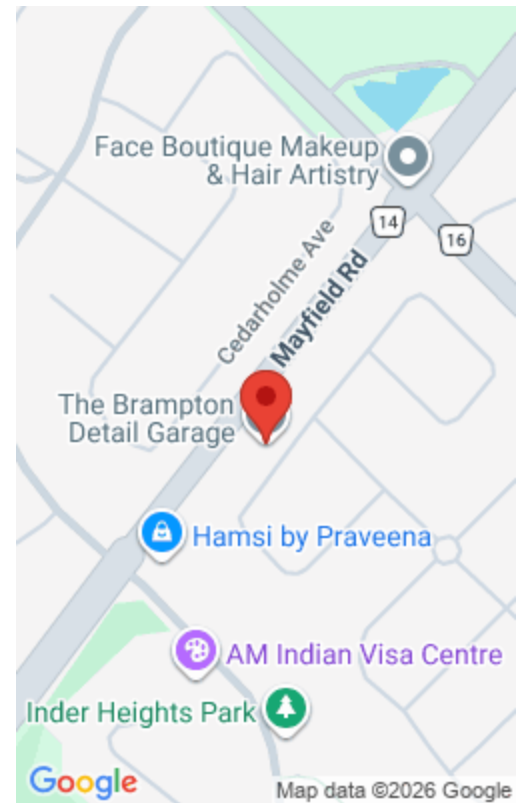 Face Boutique Makeup
& Hair Artistry
14
16
Cedarholme Ave
Mayfield Rd
The Brampton
Detail Garage
Hamsi by Praveena
AM Indian Visa Centre
Inder Heights Park
Google
Map data ©2026 Google